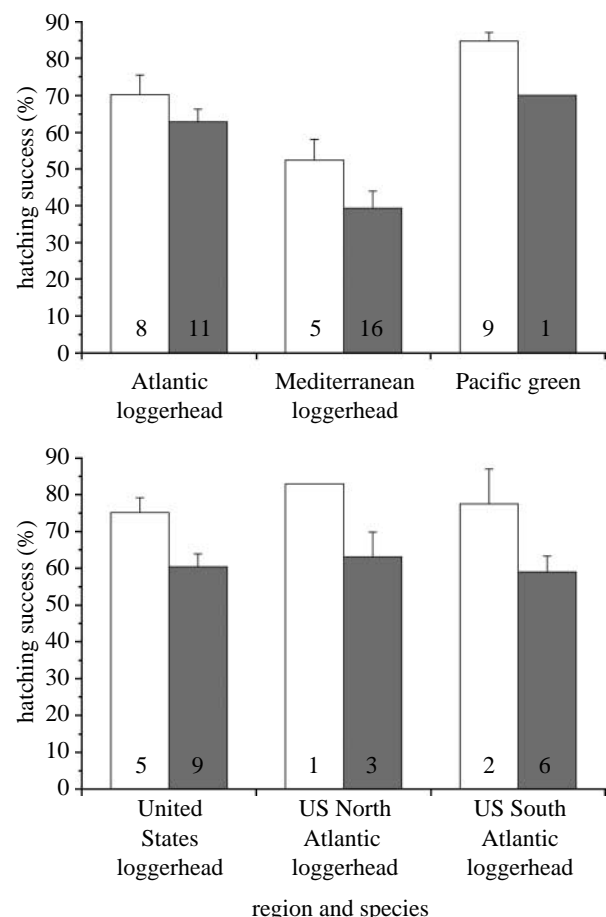 90
80
70
60
50
40
30
20
10
0
hatching success (%)
8
11
5
16
9
1
Atlantic
loggerhead
Mediterranean
loggerhead
Pacific green
90
80
70
60
50
40
30
20
10
0
hatching success (%)
5
9
1
3
2
6
United
States
loggerhead
US North
Atlantic
loggerhead
US South
Atlantic
loggerhead
region and species